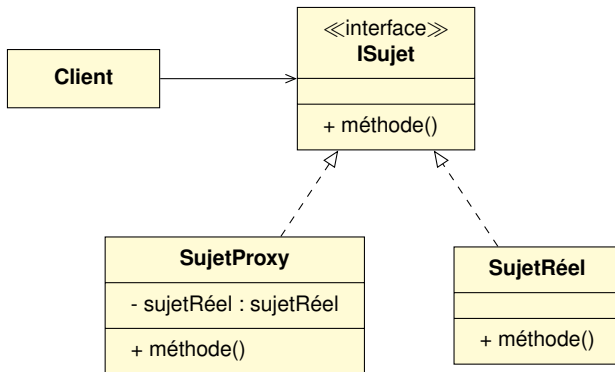 ≪interface≫
ISujet
Client
+ méthode()
SujetProxy
- sujetRéel : sujetRéel
+ méthode()
SujetRéel
+ méthode()